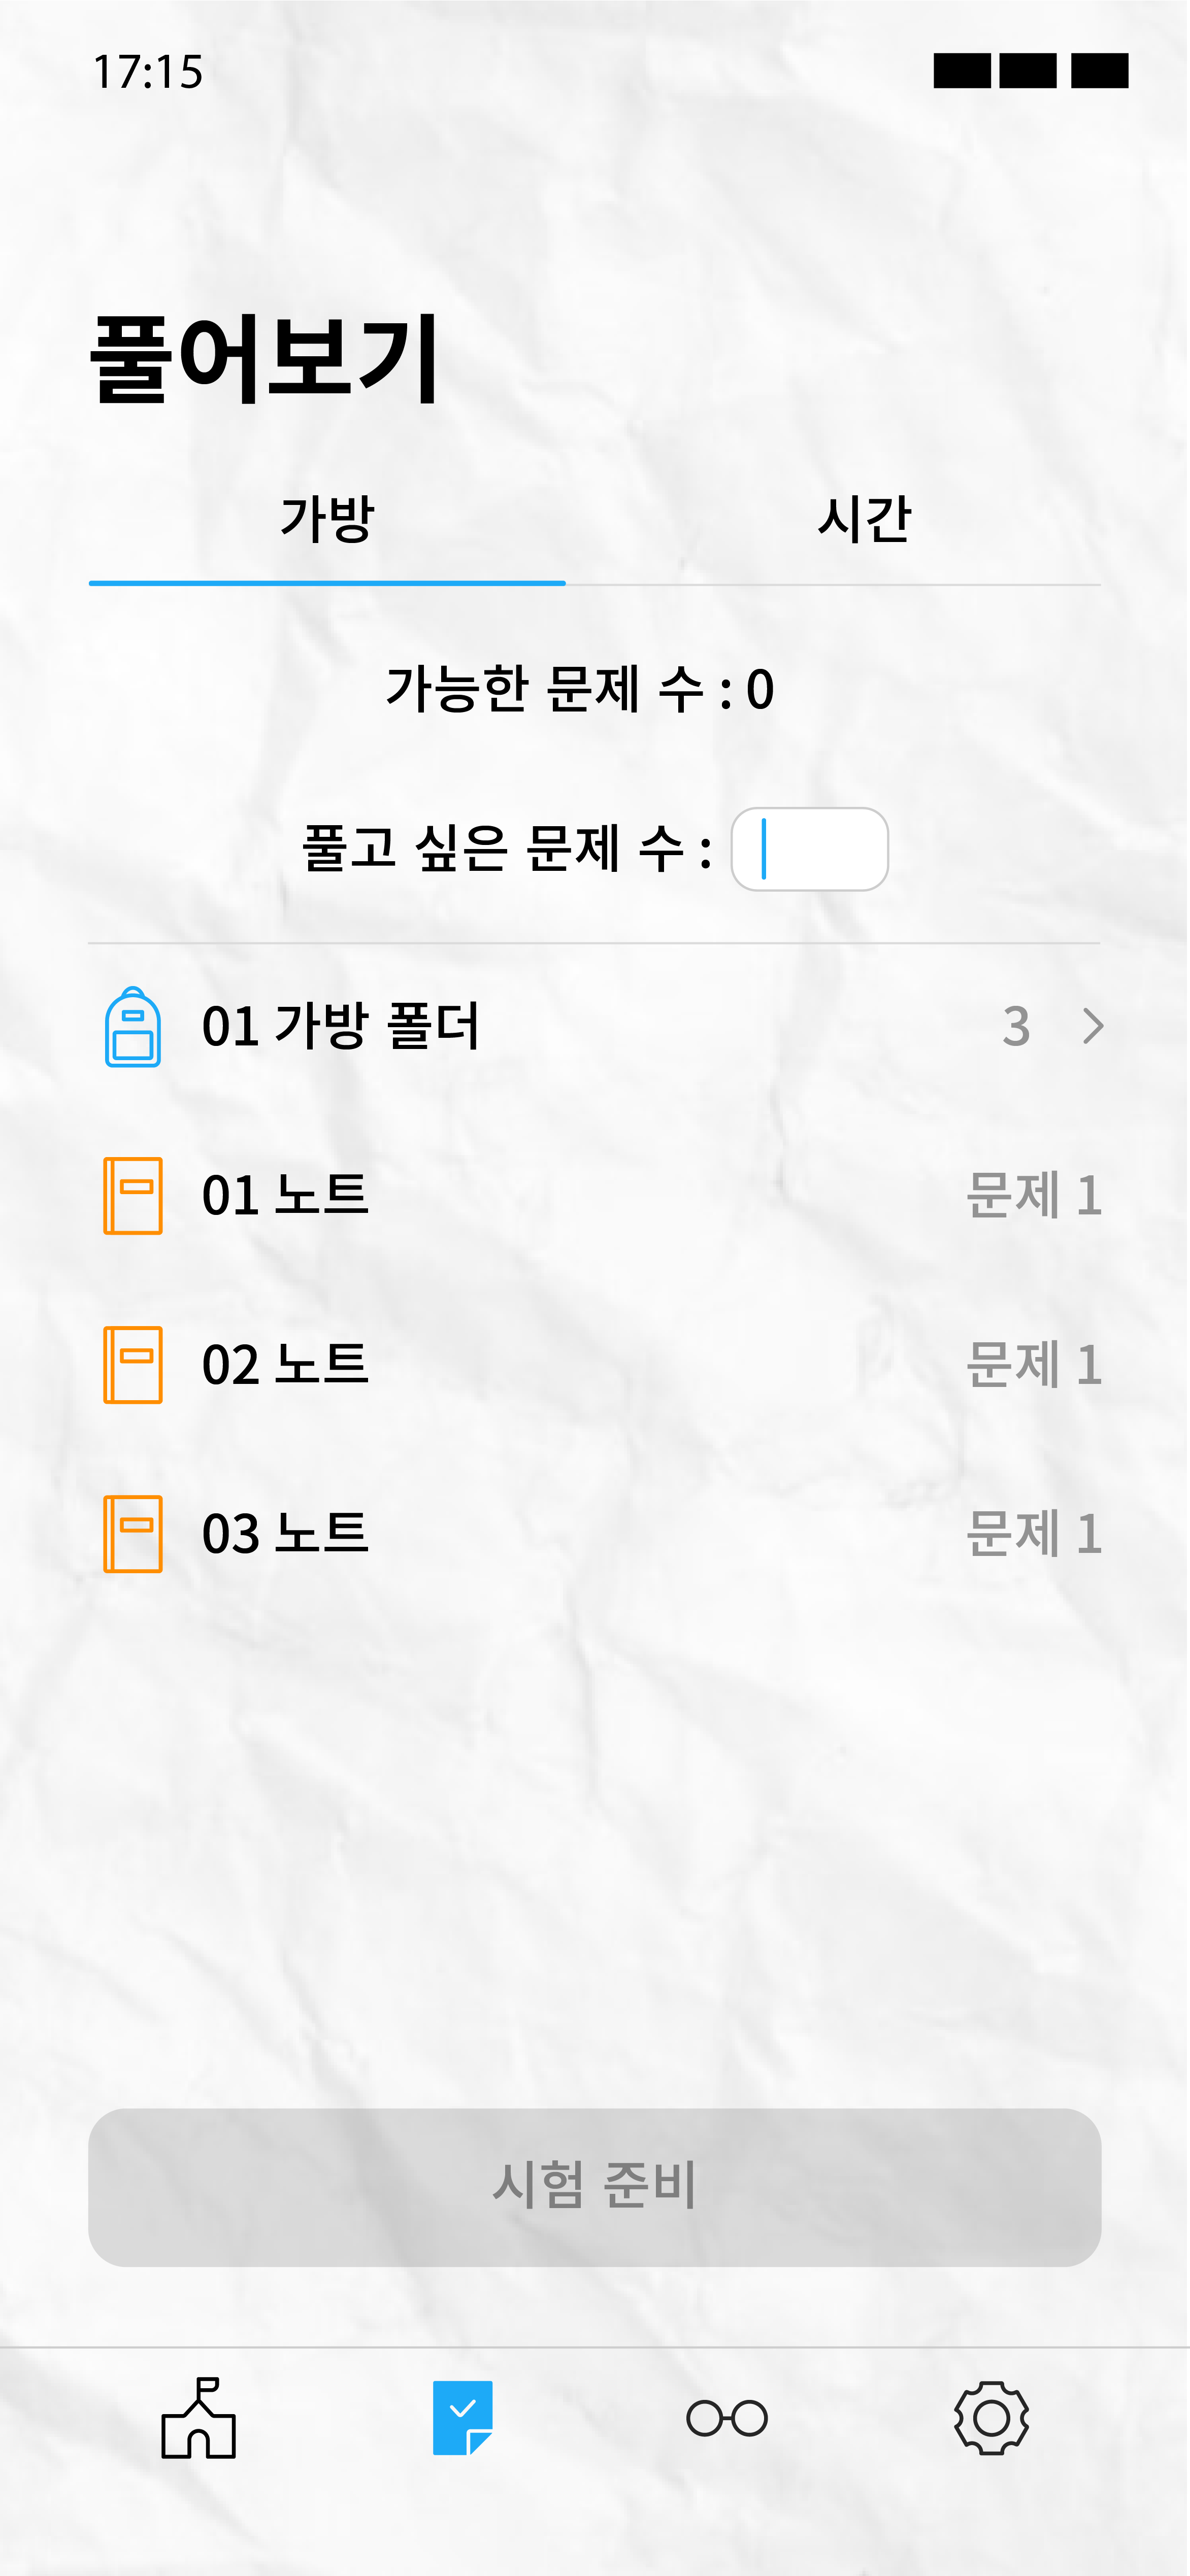 17:15
풀어보기
가방 시간
가능한 문제 수 : 0
풀고 싶은 문제 수 :
01 가방 폴더 3
01 노트 문제 1
02 노트 문제 1
03 노트 문제 1
시험 준비